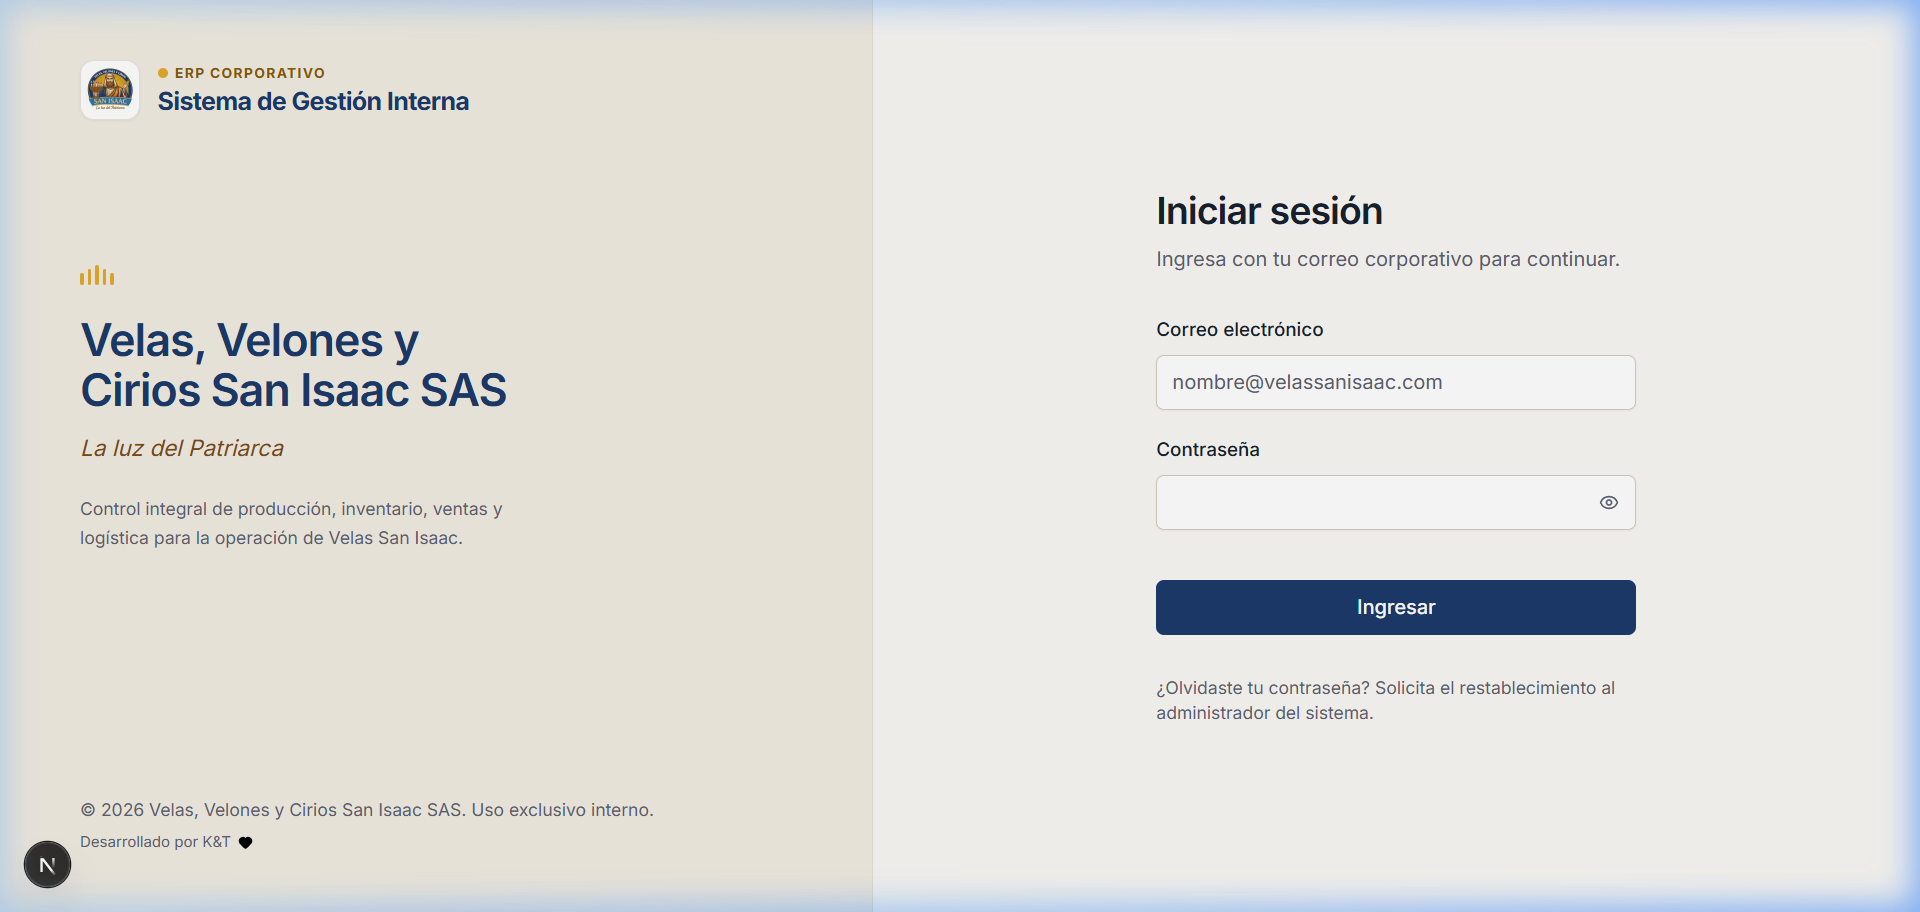 SAN ISAAC
ERP CORPORATIVO
Sistema de Gestión Interna
Velas, Velones y
Cirios San Isaac SAS
La luz del Patriarca
Control integral de producción, inventario, ventas y
logística para la operación de Velas San Isaac.
© 2026 Velas, Velones y Cirios San Isaac SAS. Uso exclusivo interno.
Desarrollado por K&T
N
Iniciar sesión
Ingresa con tu correo corporativo para continuar.
Correo electrónico
nombre@velassanisaac.com
Contraseña
Ingresar
¿Olvidaste tu contraseña? Solicita el restablecimiento al
administrador del sistema.